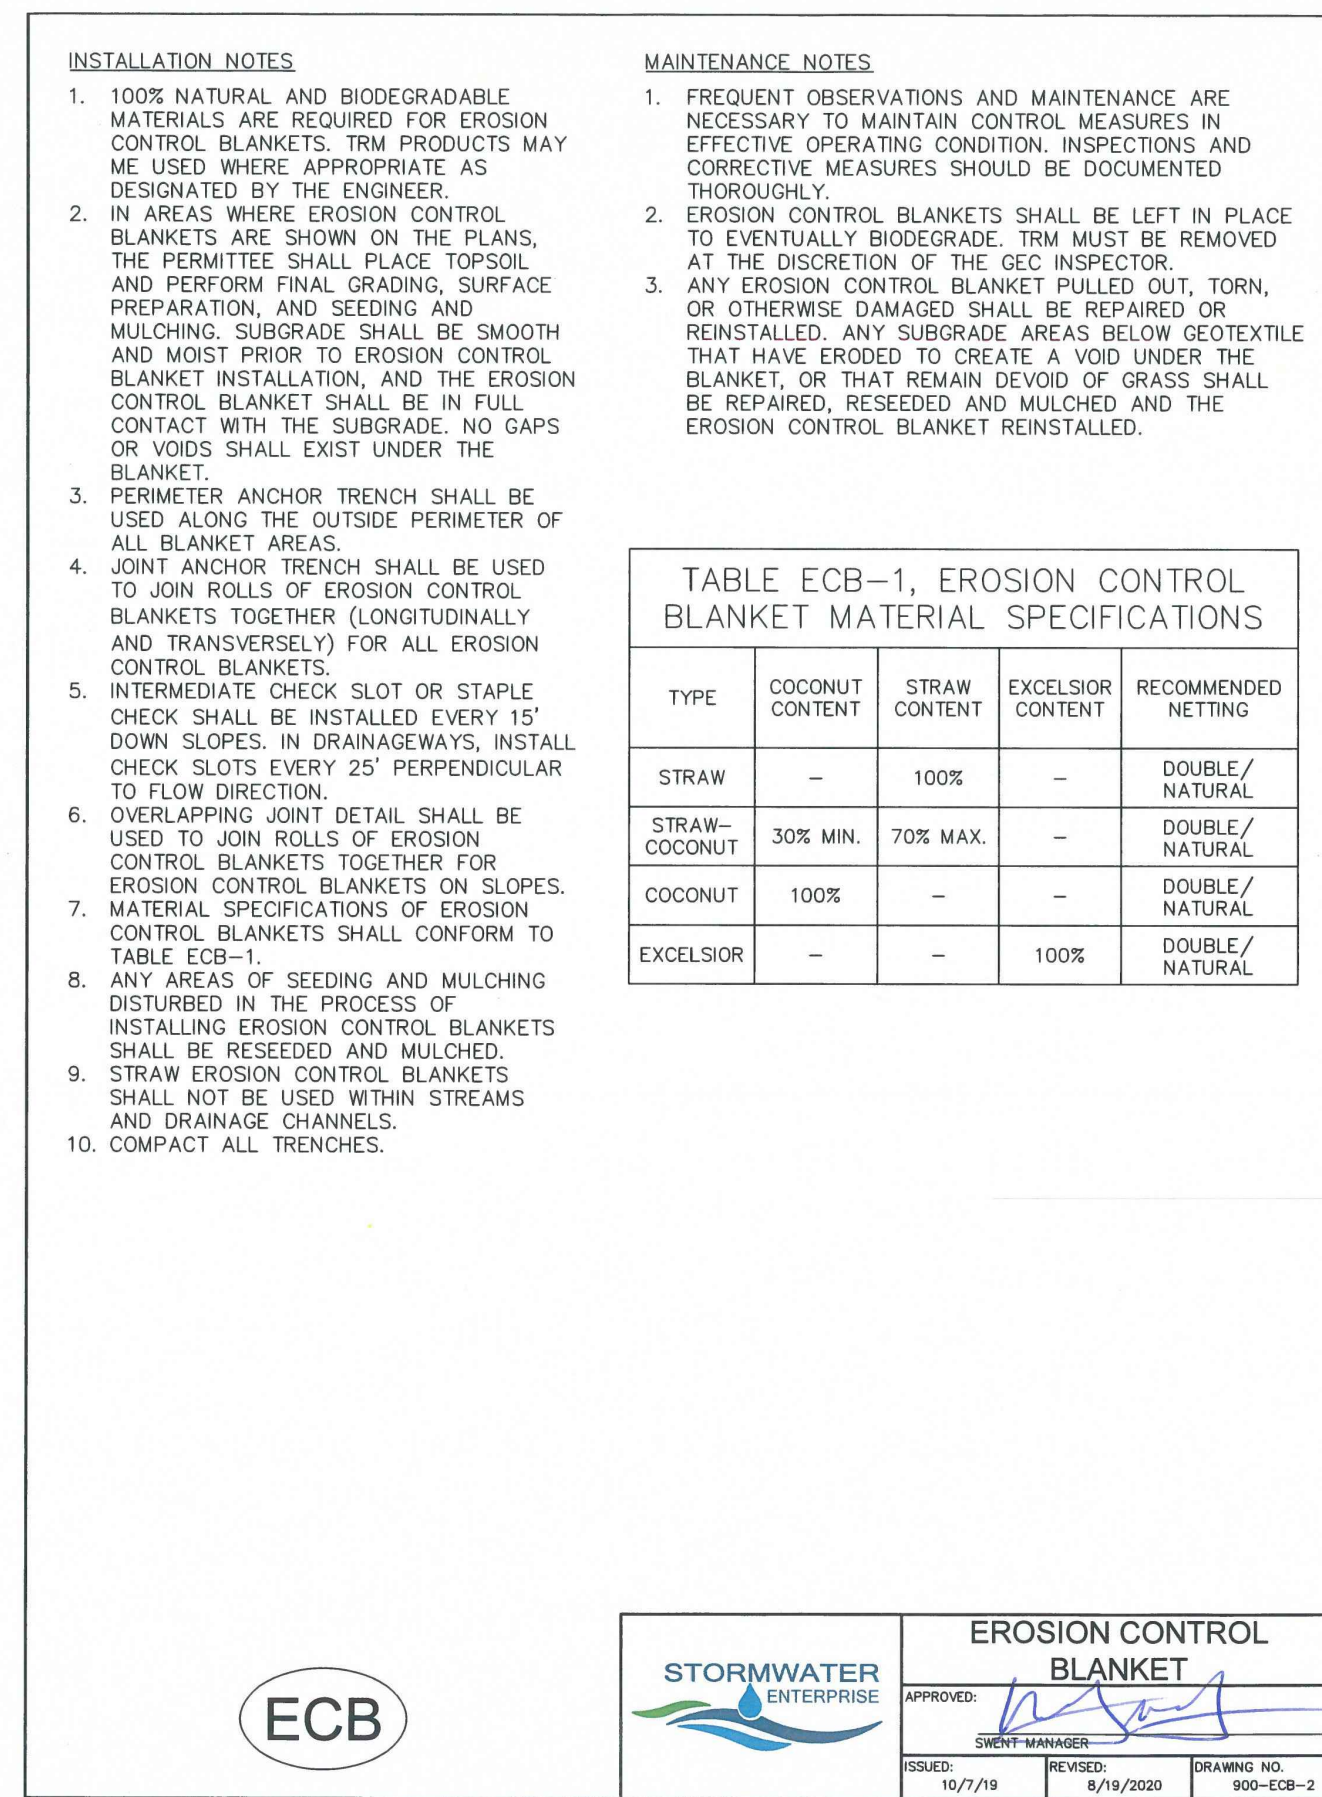 INSTALLATION NOTES
1. 100% NATURAL AND BIODEGRADABLE
MATERIALS ARE REQUIRED FOR EROSION
CONTROL BLANKETS. TRM PRODUCTS MAY
ME USED WHERE APPROPRIATE AS
DESIGNATED BY THE ENGINEER.
2. IN AREAS WHERE EROSION CONTROL
BLANKETS ARE SHOWN ON THE PLANS,
THE PERMITTEE SHALL PLACE TOPSOIL
AND PERFORM FINAL GRADING, SURFACE
PREPARATION, AND SEEDING AND
MULCHING. SUBGRADE SHALL BE SMOOTH
AND MOIST PRIOR TO EROSION CONTROL
BLANKET INSTALLATION, AND THE EROSION
CONTROL BLANKET SHALL BE IN FULL
CONTACT WITH THE SUBGRADE. NO GAPS
OR VOIDS SHALL EXIST UNDER THE
BLANKET.
3. PERIMETER ANCHOR TRENCH SHALL BE
USED ALONG THE OUTSIDE PERIMETER OF
ALL BLANKET AREAS.
4. JOINT ANCHOR TRENCH SHALL BE USED
TO JOIN ROLLS OF EROSION CONTROL
BLANKETS TOGETHER (LONGITUDINALLY
AND TRANSVERSELY) FOR ALL EROSION
CONTROL BLANKETS.
5. INTERMEDIATE CHECK SLOT OR STAPLE
CHECK SHALL BE INSTALLED EVERY 15'
DOWN SLOPES. IN DRAINAGEWAYS, INSTALL
CHECK SLOTS EVERY 25' PERPENDICULAR
TO FLOW DIRECTION.
6. OVERLAPPING JOINT DETAIL SHALL BE
USED TO JOIN ROLLS OF EROSION
CONTROL BLANKETS TOGETHER FOR
EROSION CONTROL BLANKETS ON SLOPES.
7. MATERIAL SPECIFICATIONS OF EROSION
CONTROL BLANKETS SHALL CONFORM TO
TABLE ECB-1.
8. ANY AREAS OF SEEDING AND MULCHING
DISTURBED IN THE PROCESS OF
INSTALLING EROSION CONTROL BLANKETS
SHALL BE RESEEDED AND MULCHED.
9. STRAW EROSION CONTROL BLANKETS
SHALL NOT BE USED WITHIN STREAMS
AND DRAINAGE CHANNELS.
10. COMPACT ALL TRENCHES.
MAINTENANCE NOTES
1. FREQUENT OBSERVATIONS AND MAINTENANCE ARE
NECESSARY TO MAINTAIN CONTROL MEASURES IN
EFFECTIVE OPERATING CONDITION. INSPECTIONS AND
CORRECTIVE MEASURES SHOULD BE DOCUMENTED
THOROUGHLY.
2. EROSION CONTROL BLANKETS SHALL BE LEFT IN PLACE
TO EVENTUALLY BIODEGRADE. TRM MUST BE REMOVED
AT THE DISCRETION OF THE GEC INSPECTOR.
3. ANY EROSION CONTROL BLANKET PULLED OUT, TORN,
OR OTHERWISE DAMAGED SHALL BE REPAIRED OR
REINSTALLED. ANY SUBGRADE AREAS BELOW GEOTEXTILE
THAT HAVE ERODED TO CREATE A VOID UNDER THE
BLANKET, OR THAT REMAIN DEVOID OF GRASS SHALL
BE REPAIRED, RESEEDED AND MULCHED AND THE
EROSION CONTROL BLANKET REINSTALLED.
TABLE ECB-1, EROSION CONTROL
BLANKET MATERIAL SPECIFICATIONS
TYPE COCONUT CONTENT STRAW CONTENT EXCELSIOR CONTENT RECOMMENDED NETTING
STRAW – 100% – DOUBLE/ NATURAL
STRAW-COCONUT 30% MIN. 70% MAX. – DOUBLE/ NATURAL
COCONUT 100% – – DOUBLE/ NATURAL
EXCELSIOR – – 100% DOUBLE/ NATURAL
ECB
STORMWATER
ENTERPRISE
EROSION CONTROL
BLANKET
APPROVED:
SWENT MANAGER
ISSUED: REVISED: DRAWING NO.
10/7/19 8/19/2020 900-ECB-2